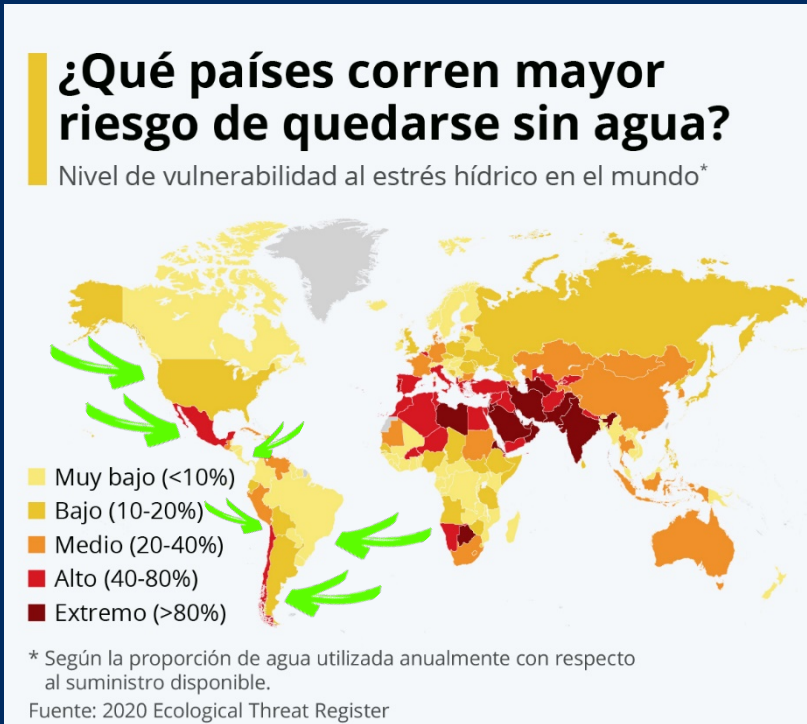 ¿Qué países corren mayor
riesgo de quedarse sin agua?
Nivel de vulnerabilidad al estrés hídrico en el mundo*
Muy bajo (<10%)
Bajo (10-20%)
Medio (20-40%)
Alto (40-80%)
Extremo (>80%)
* Según la proporción de agua utilizada anualmente con respecto
al suministro disponible.
Fuente: 2020 Ecological Threat Register